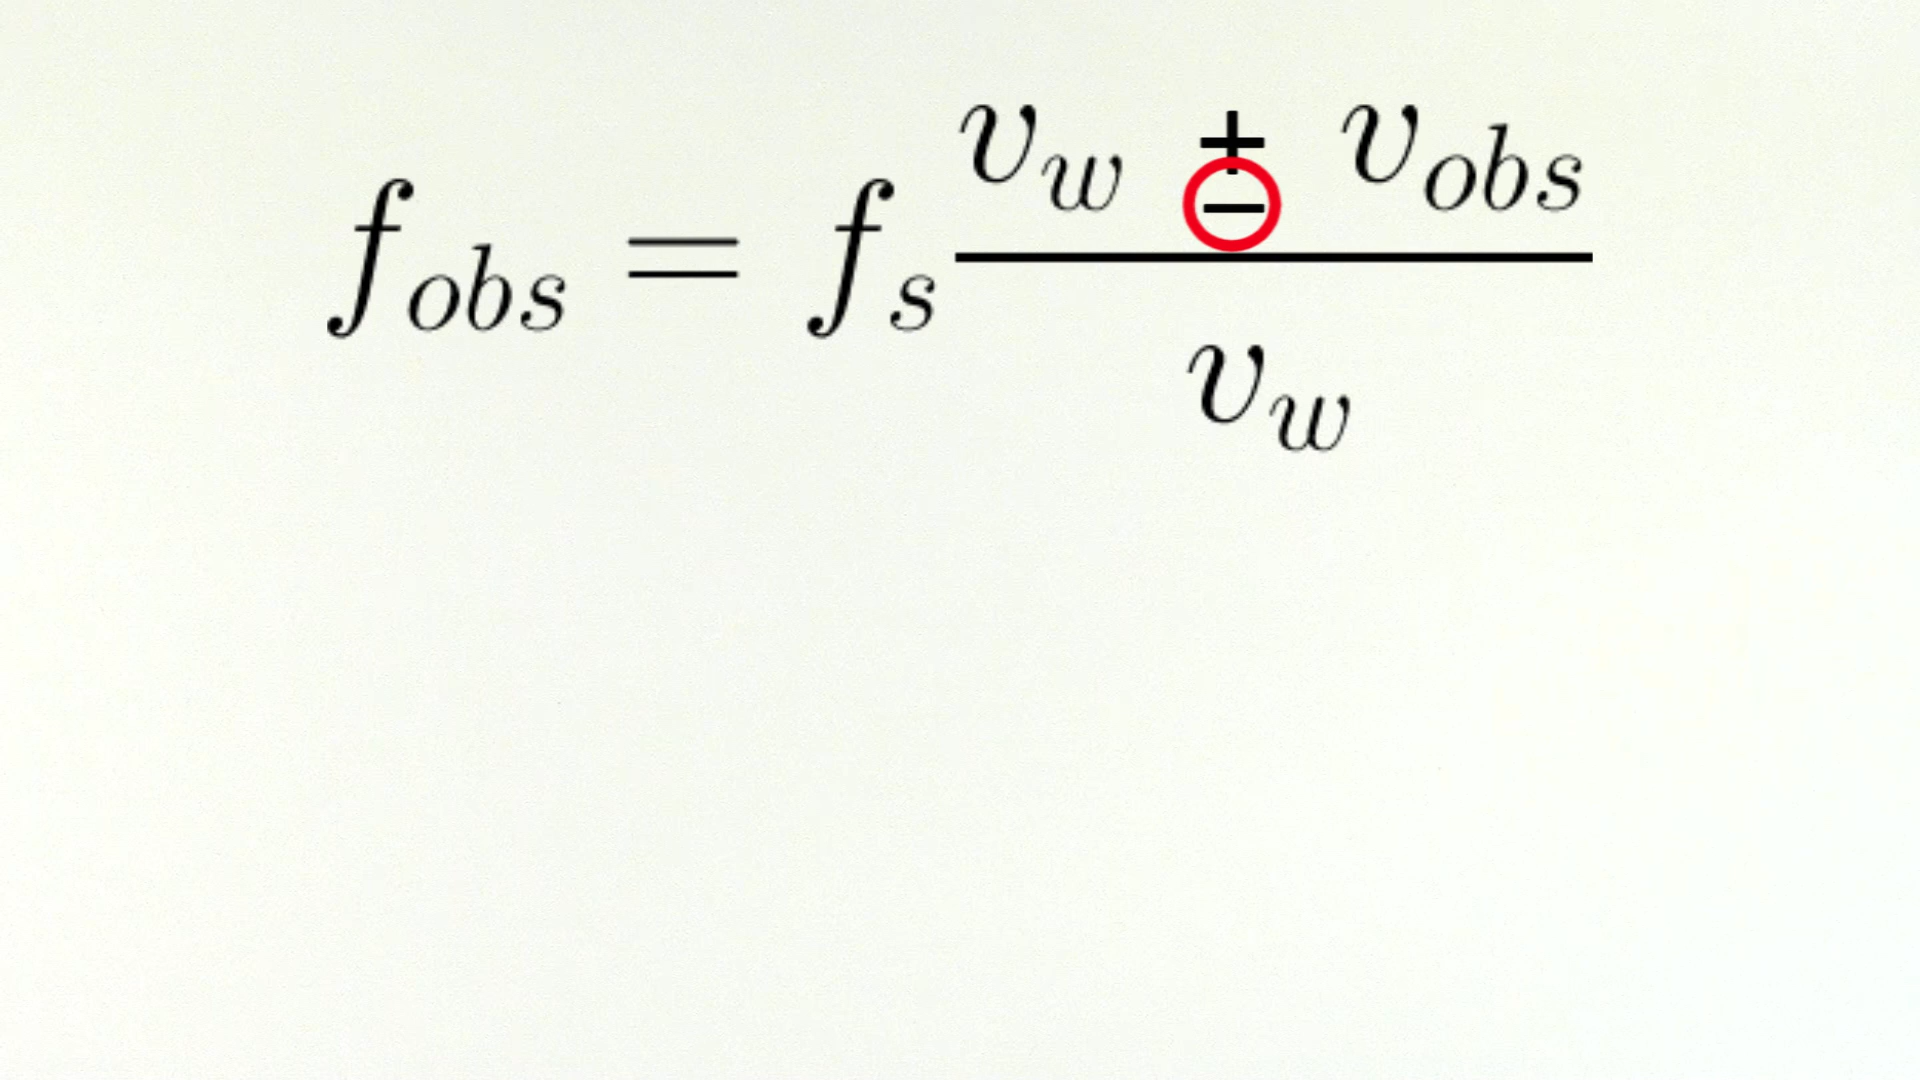 f_obs = f_s (v_w ± v_obs) / v_w